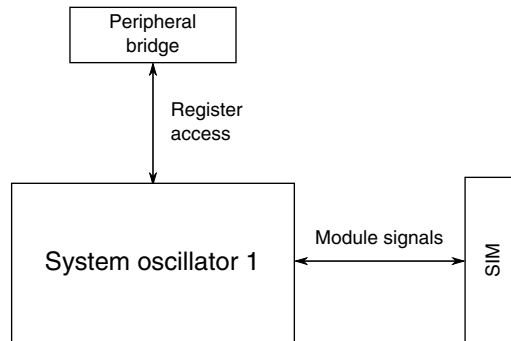 Peripheral
bridge
Register
access
System oscillator 1
Module signals
SIM